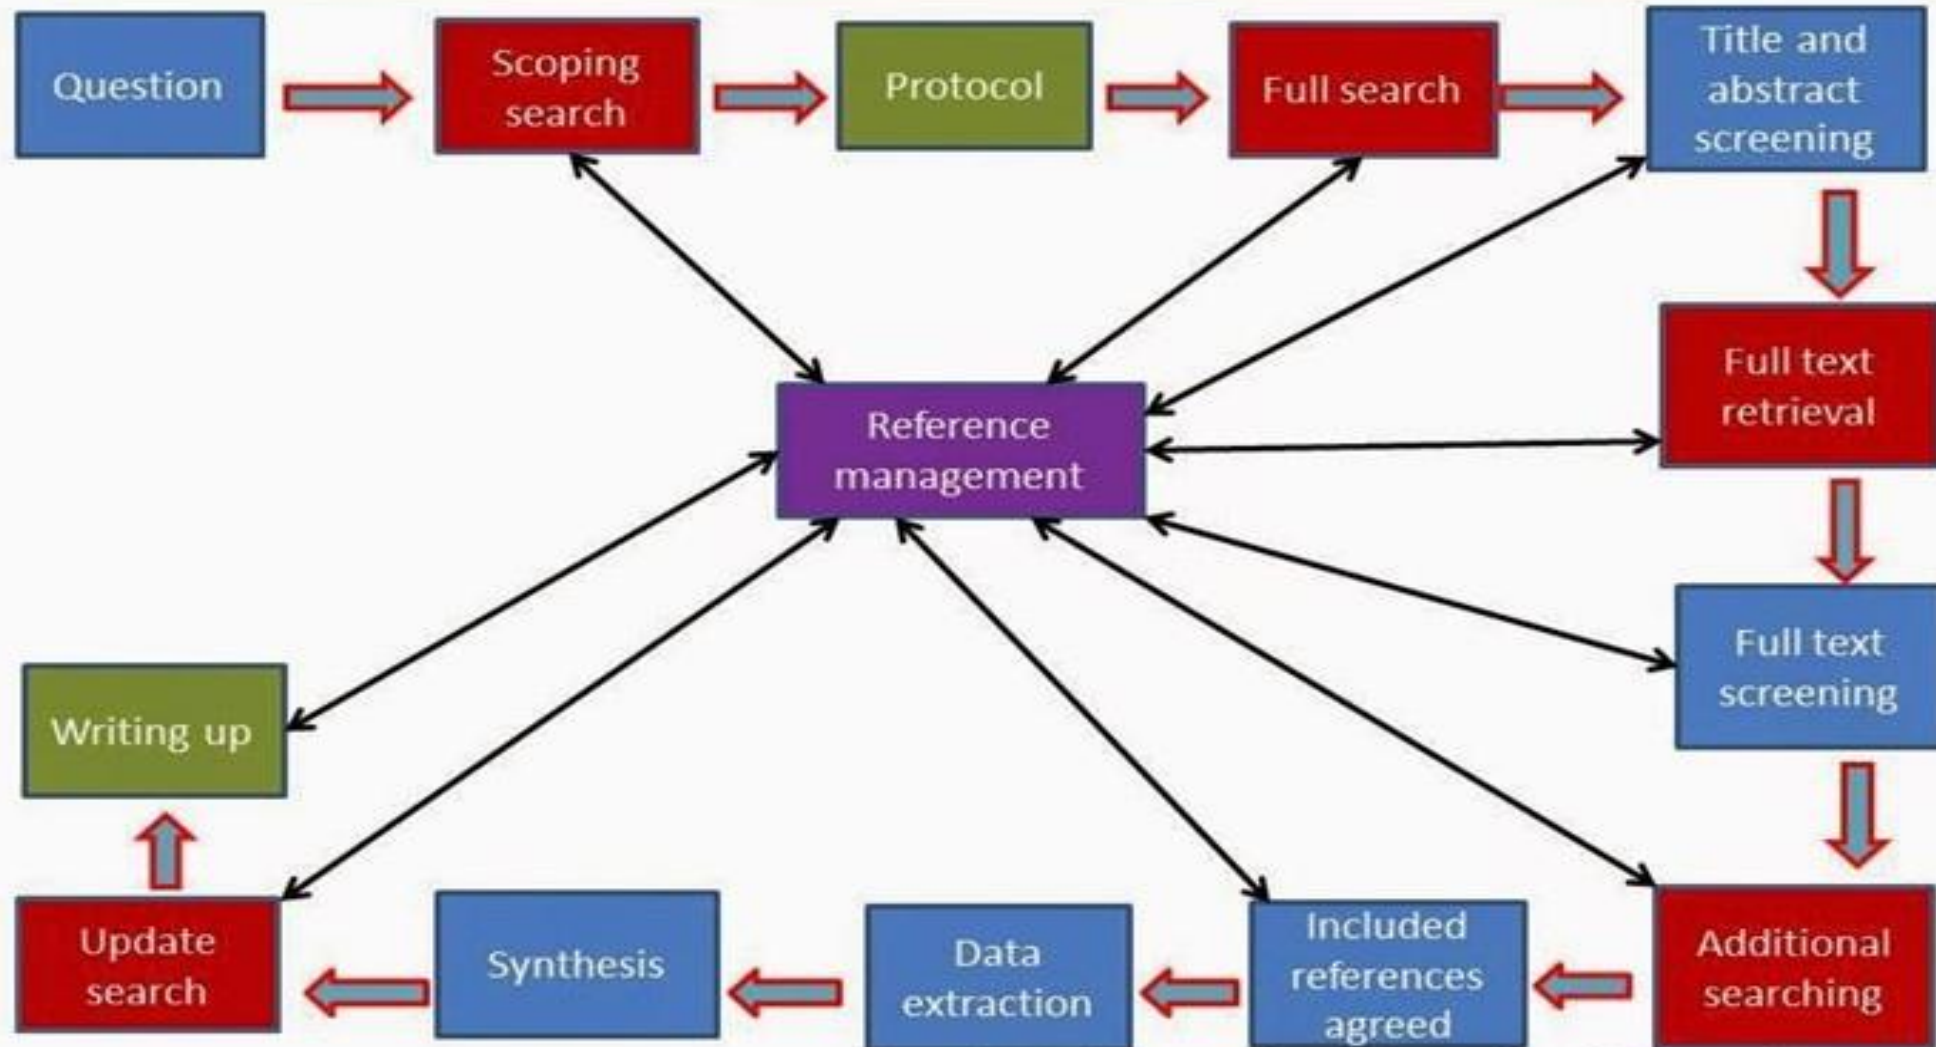 Question
Scoping
search
Protocol
Full search
Title and
abstract
screening
Full text
retrieval
Reference
management
Full text
screening
Writing up
Update
search
Synthesis
Data
extraction
Included
references
agreed
Additional
searching